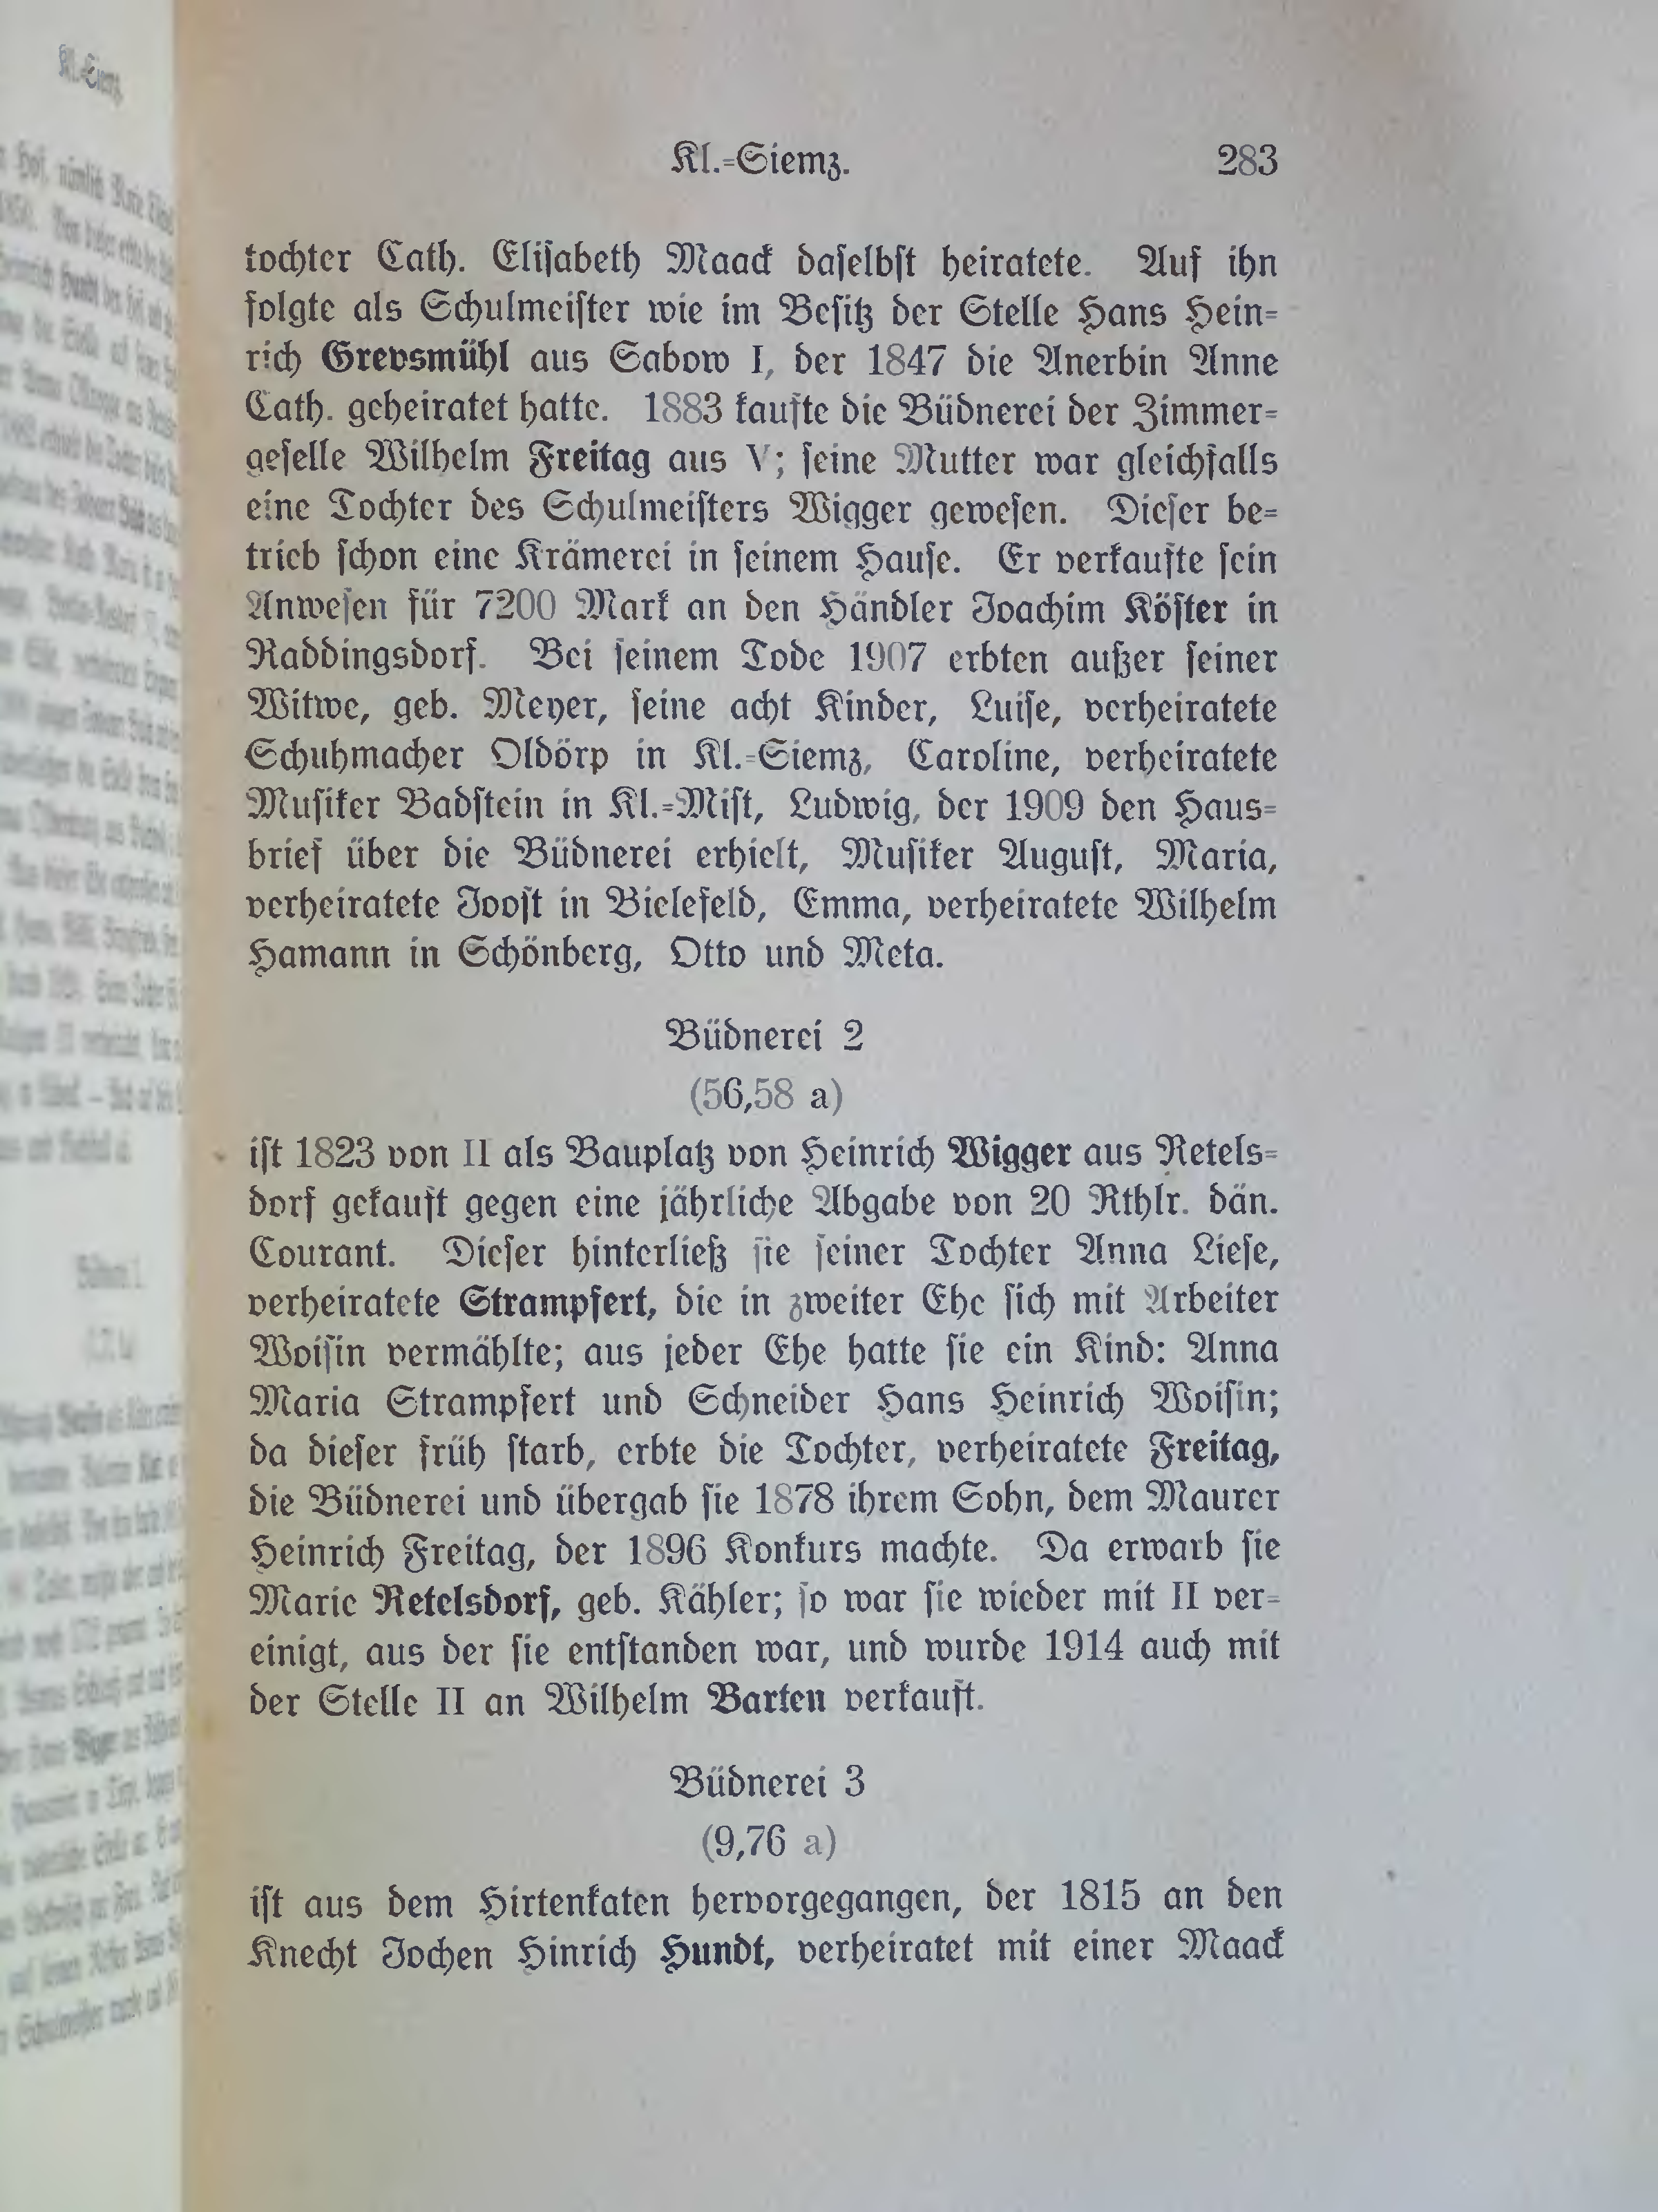 Kl.-Siemz. 283
tochter Cath. Elisabeth Maack daselbst heiratete. Auf ihn
folgte als Schulmeister wie im Besitz der Stelle Hans Hein-
rich Grevsmühl aus Sabow I, der 1847 die Anerbin Anne
Cath. geheiratet hatte. 1883 kaufte die Büdnerei der Zimmer-
geselle Wilhelm Freitag aus V; seine Mutter war gleichfalls
eine Tochter des Schulmeisters Wigger gewesen. Dieser be-
trieb schon eine Krämerei in seinem Hause. Er verkaufte sein
Anwesen für 7200 Mark an den Händler Joachim Köster in
Raddingsdorf. Bei seinem Tode 1907 erbten außer seiner
Witwe, geb. Meyer, seine acht Kinder, Luise, verheiratete
Schuhmacher Oldörp in Kl.-Siemz, Caroline, verheiratete
Musiker Badstein in Kl.-Mist, Ludwig, der 1909 den Haus-
brief über die Büdnerei erhielt, Musiker August, Maria,
verheiratete Joost in Bielefeld, Emma, verheiratete Wilhelm
Hamann in Schönberg, Otto und Meta.
Büdnerei 2
(56,58 a)
ist 1823 von II als Bauplatz von Heinrich Wigger aus Retels-
dorf gekauft gegen eine jährliche Abgabe von 20 Rthlr. dän.
Courant. Dieser hinterließ sie seiner Tochter Anna Liese,
verheiratete Strampfert, die in zweiter Ehe sich mit Arbeiter
Woisin vermählte; aus jeder Ehe hatte sie ein Kind: Anna
Maria Strampfert und Schneider Hans Heinrich Woisin;
da dieser früh starb, erbte die Tochter, verheiratete Freitag,
die Büdnerei und übergab sie 1878 ihrem Sohn, dem Maurer
Heinrich Freitag, der 1896 Konkurs machte. Da erwarb sie
Marie Retelsdorf, geb. Kähler; so war sie wieder mit II ver-
einigt, aus der sie entstanden war, und wurde 1914 auch mit
der Stelle II an Wilhelm Barten verkauft.
Büdnerei 3
(9,76 a)
ist aus dem Hirtenkaten hervorgegangen, der 1815 an den
Knecht Jochen Hinrich Hundt, verheiratet mit einer Maack